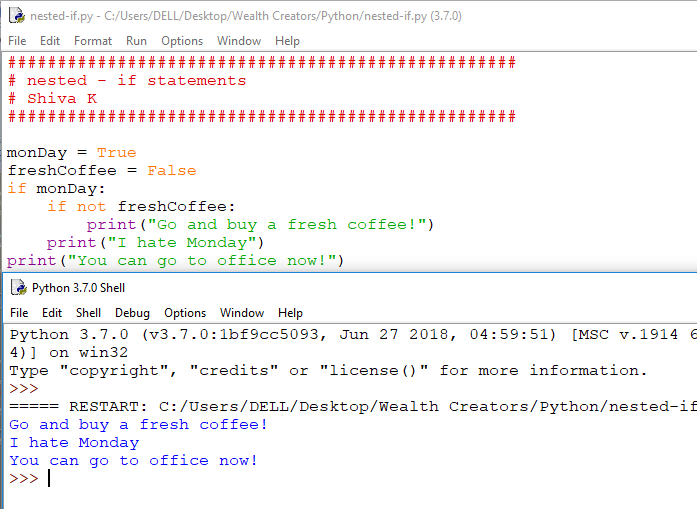 nested-if.py - C:/Users/DELL/Desktop/Wealth Creators/Python/nested-if.py (3.7.0)
File Edit Format Run Options Window Help
###################################################
# nested - if statements
# Shiva K
###################################################
monDay = True
freshCoffee = False
if monDay:
    if not freshCoffee:
        print("Go and buy a fresh coffee!")
    print("I hate Monday")
print("You can go to office now!")
Python 3.7.0 Shell
File Edit Shell Debug Options Window Help
Python 3.7.0 (v3.7.0:1bf9cc5093, Jun 27 2018, 04:59:51) [MSC v.1914 6
4)] on win32
Type "copyright", "credits" or "license()" for more information.
>>>
===== RESTART: C:/Users/DELL/Desktop/Wealth Creators/Python/nested-if
Go and buy a fresh coffee!
I hate Monday
You can go to office now!
>>>